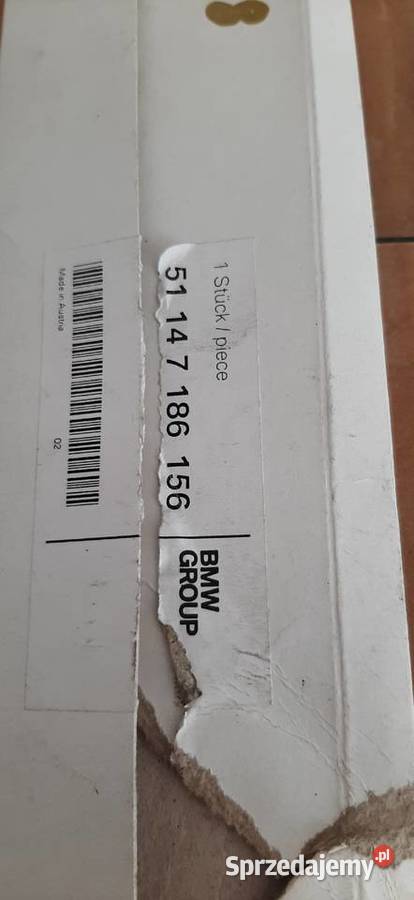 1 Stück / piece
51 14 7 186 156
Made in Austria
02
BMW
GROUP
Sprzedajemy.pl